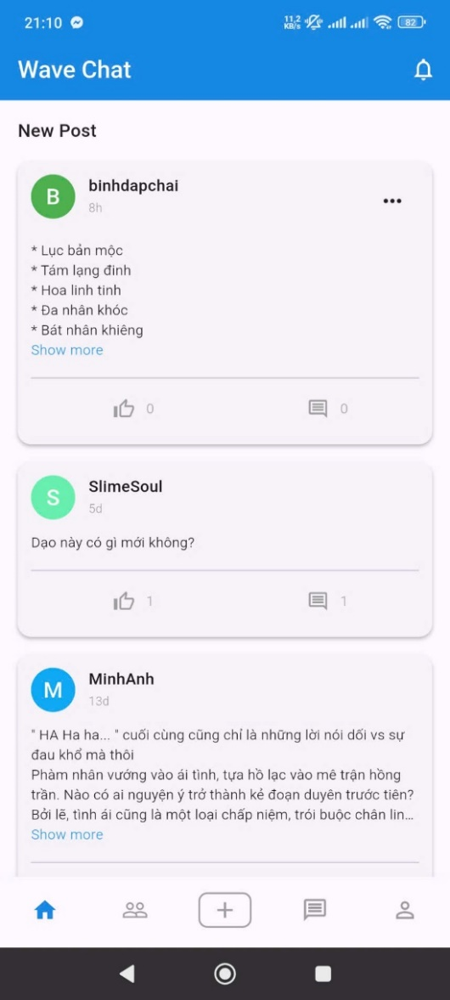 21:10
11,2
KB/s
82
Wave Chat
New Post
B
binhdapchai
8h
* Lục bản mộc
* Tám lạng đinh
* Hoa linh tinh
* Đa nhân khóc
* Bát nhân khiêng
Show more
0
0
S
SlimeSoul
5d
Dạo này có gì mới không?
1
1
M
MinhAnh
13d
" HA Ha ha... " cuối cùng cũng chỉ là những lời nói dối vs sự
đau khổ mà thôi
Phàm nhân vướng vào ái tình, tựa hồ lạc vào mê trận hồng
trần. Nào có ai nguyện ý trở thành kẻ đoạn duyên trước tiên?
Bởi lẽ, tình ái cũng là một loại chấp niệm, trói buộc chân lin...
Show more